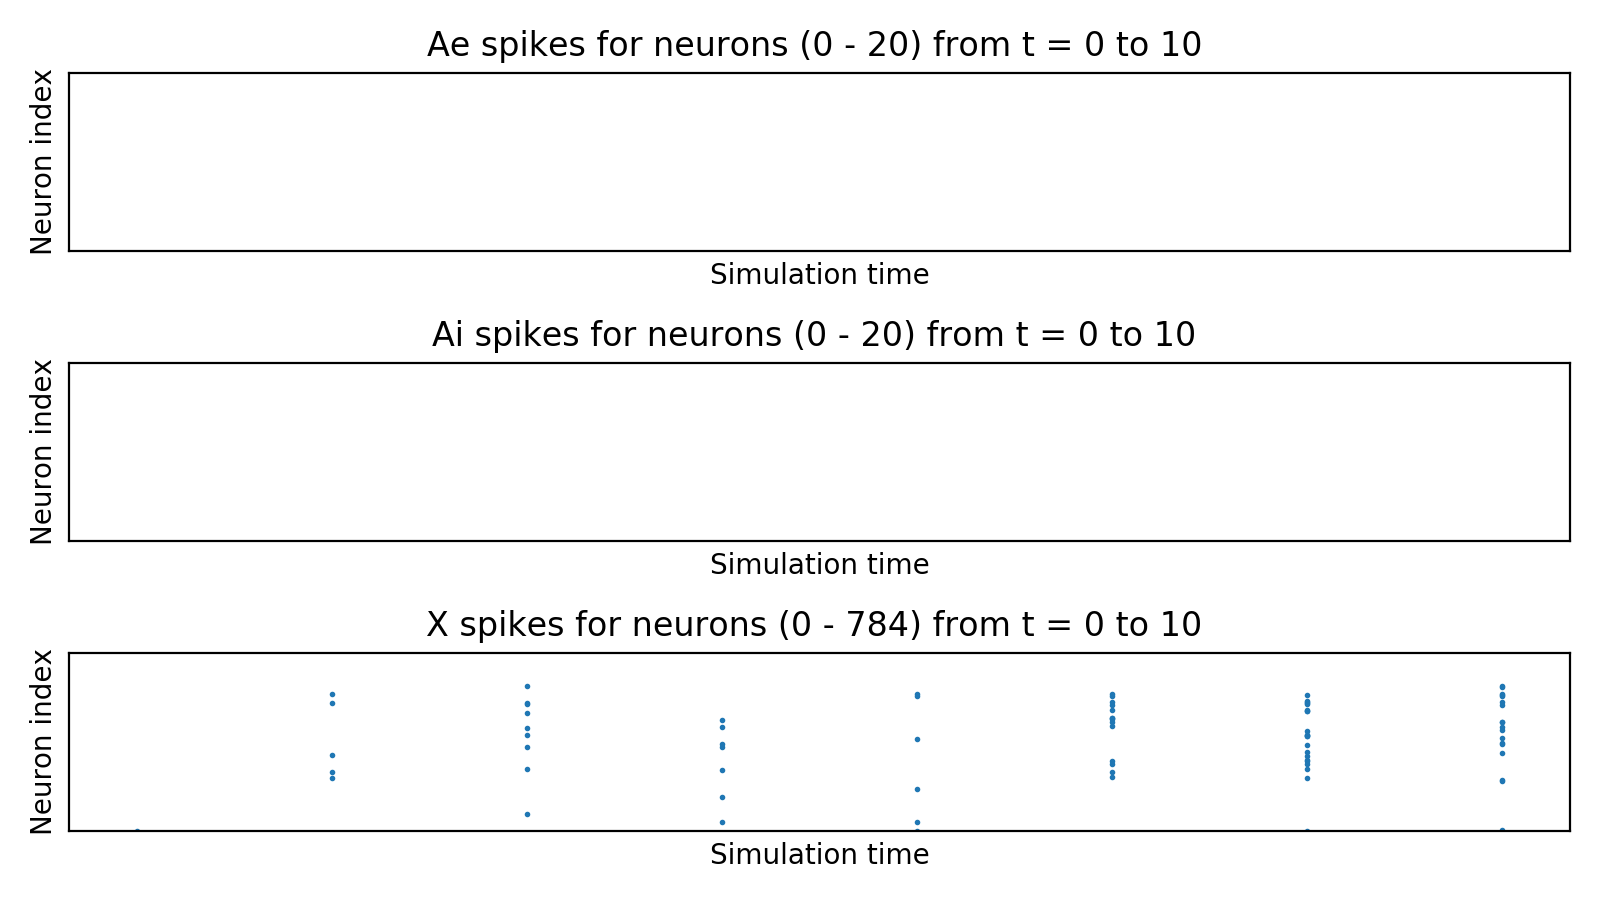 Ae spikes for neurons (0 - 20) from t = 0 to 10
Neuron index
Simulation time
Ai spikes for neurons (0 - 20) from t = 0 to 10
Neuron index
Simulation time
X spikes for neurons (0 - 784) from t = 0 to 10
Neuron index
Simulation time